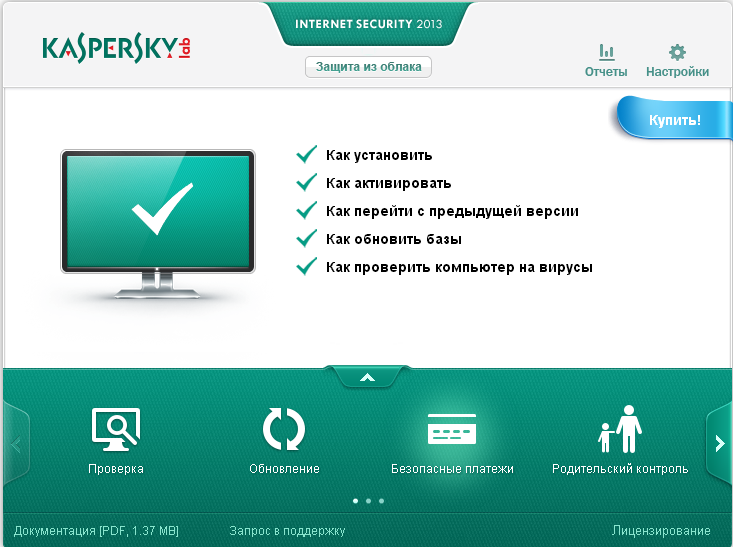 INTERNET SECURITY 2013
KASPERSKY lab
Защита из облака
Отчеты
Настройки
Купить!
Как установить
Как активировать
Как перейти с предыдущей версии
Как обновить базы
Как проверить компьютер на вирусы
Проверка
Обновление
Безопасные платежи
Родительский контроль
Документация [PDF, 1.37 MB]
Запрос в поддержку
Лицензирование